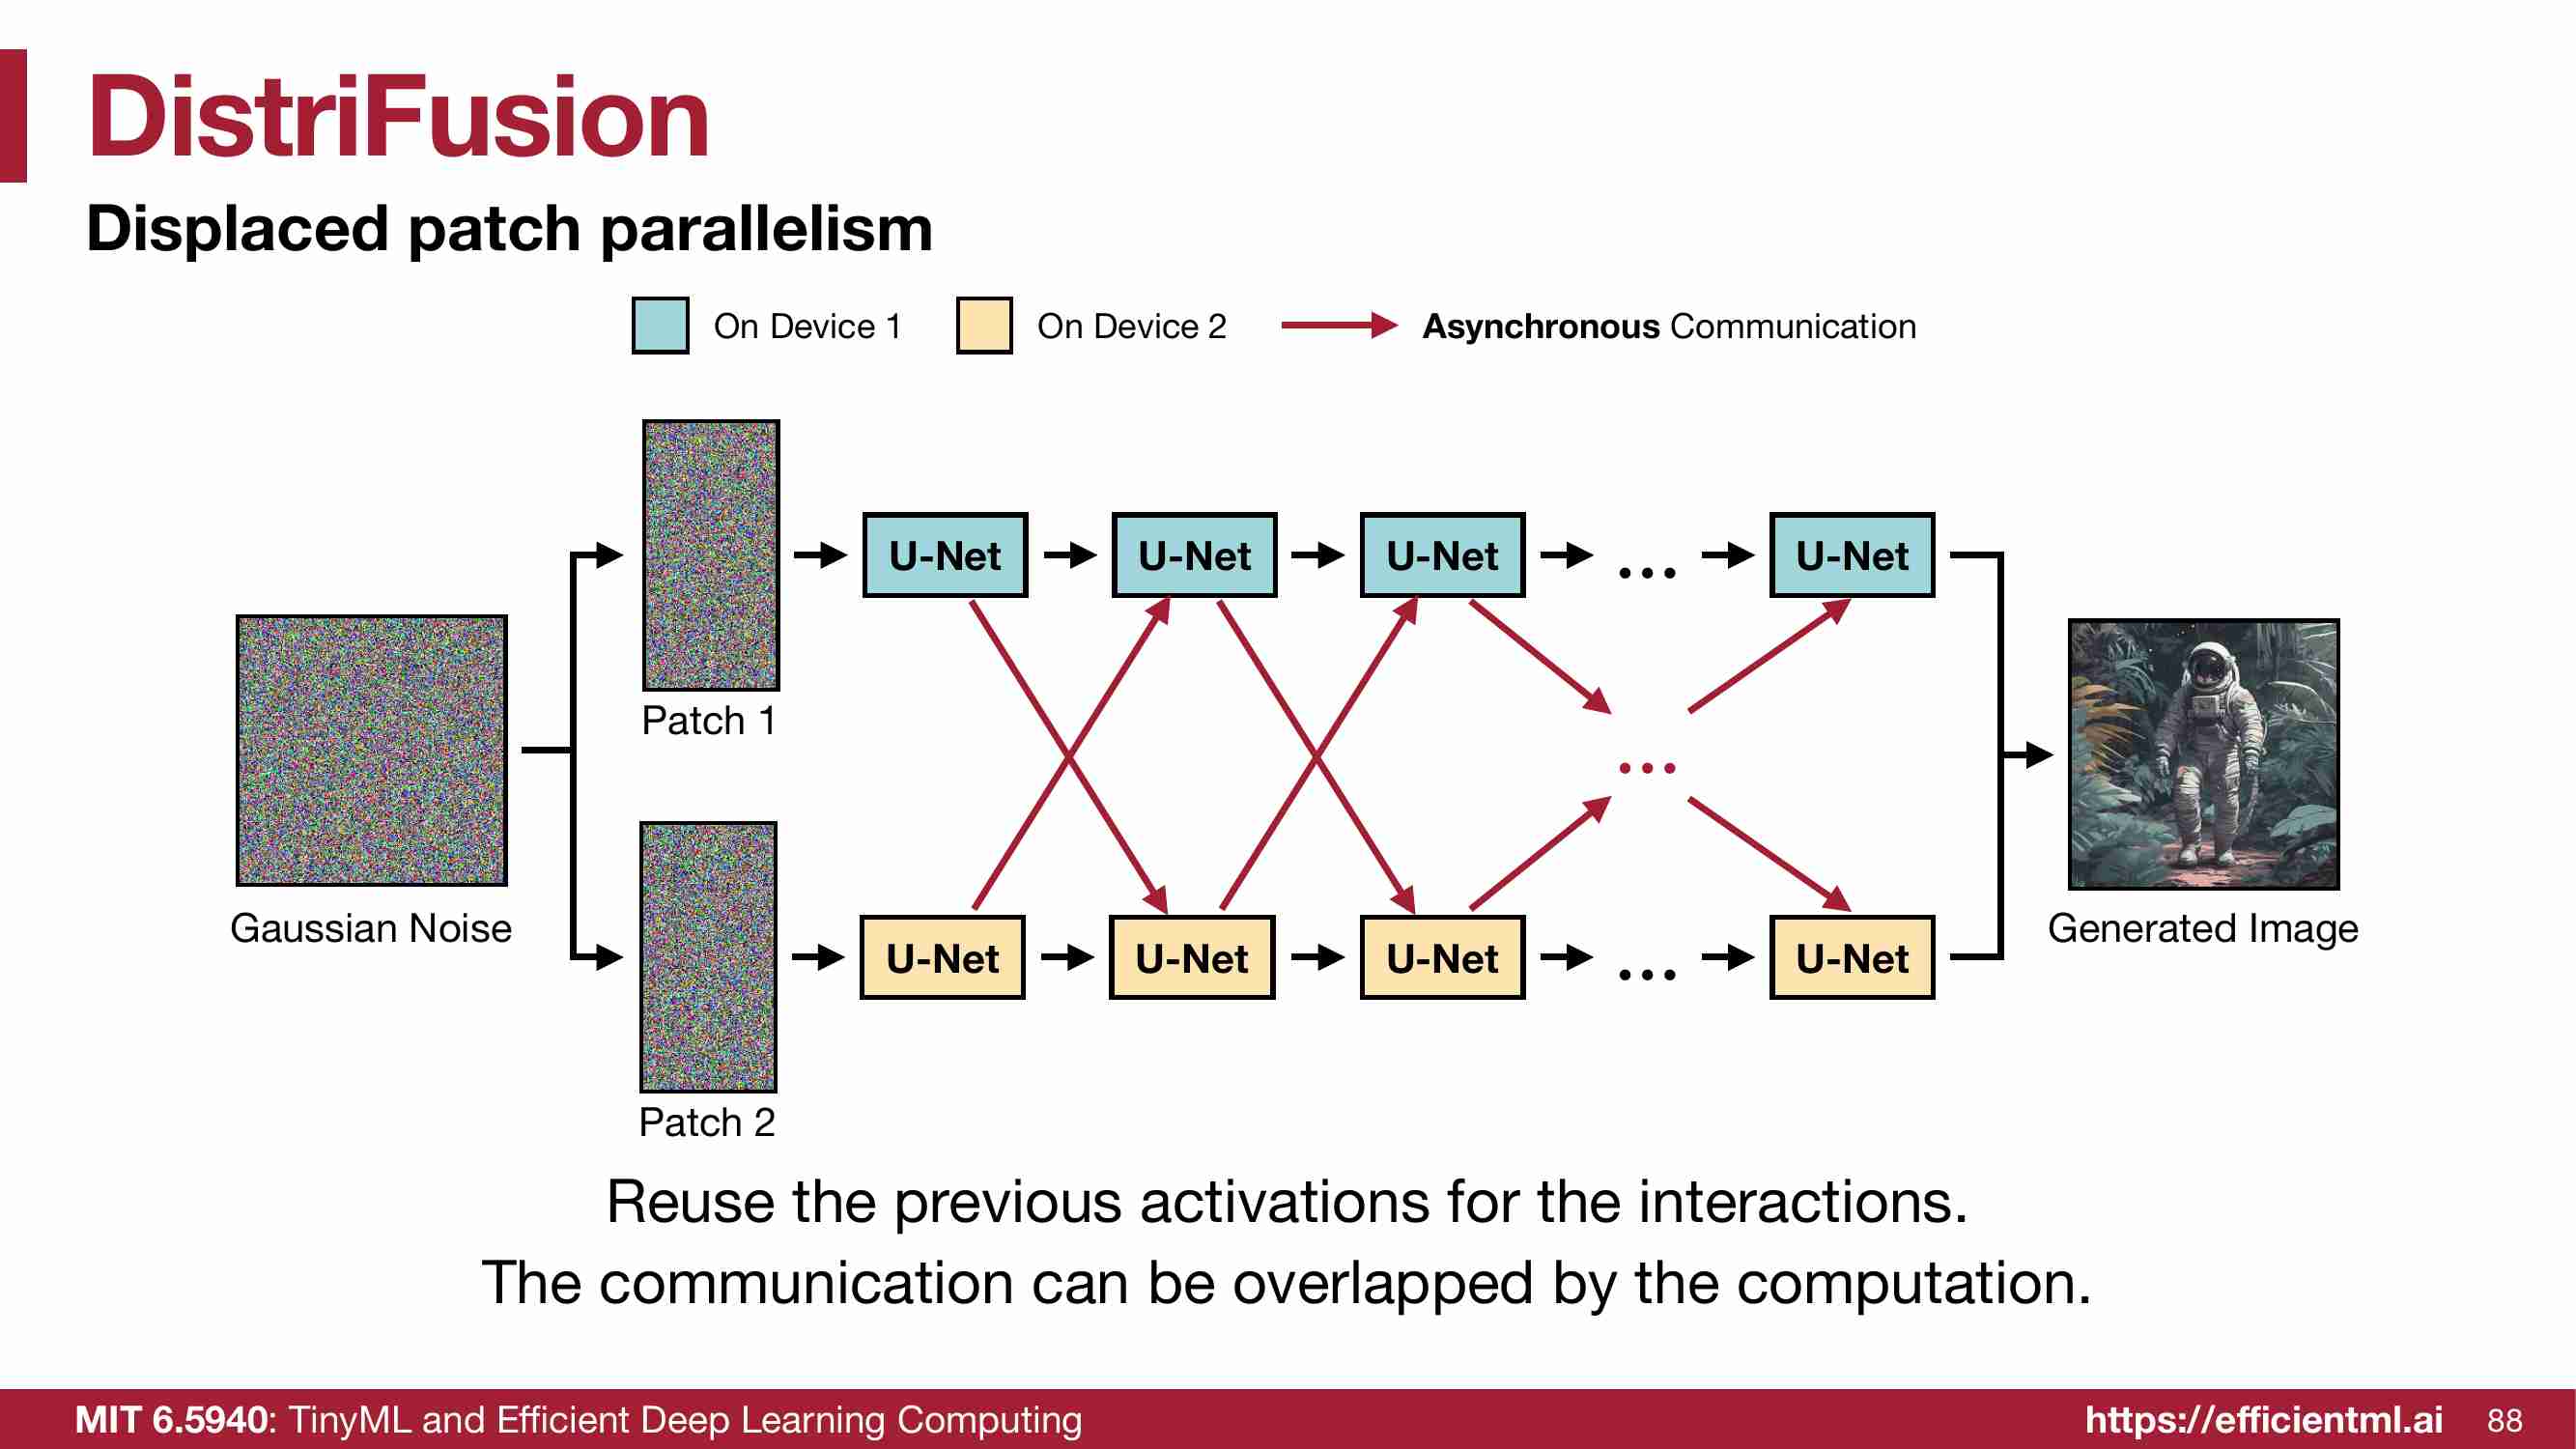 DistriFusion
Displaced patch parallelism
On Device 1
On Device 2
Asynchronous Communication
Patch 1
U-Net
U-Net
U-Net
...
U-Net
Gaussian Noise
...
Generated Image
U-Net
U-Net
U-Net
...
U-Net
Patch 2
Reuse the previous activations for the interactions.
The communication can be overlapped by the computation.
MIT 6.5940: TinyML and Efficient Deep Learning Computing
https://efficientml.ai
88